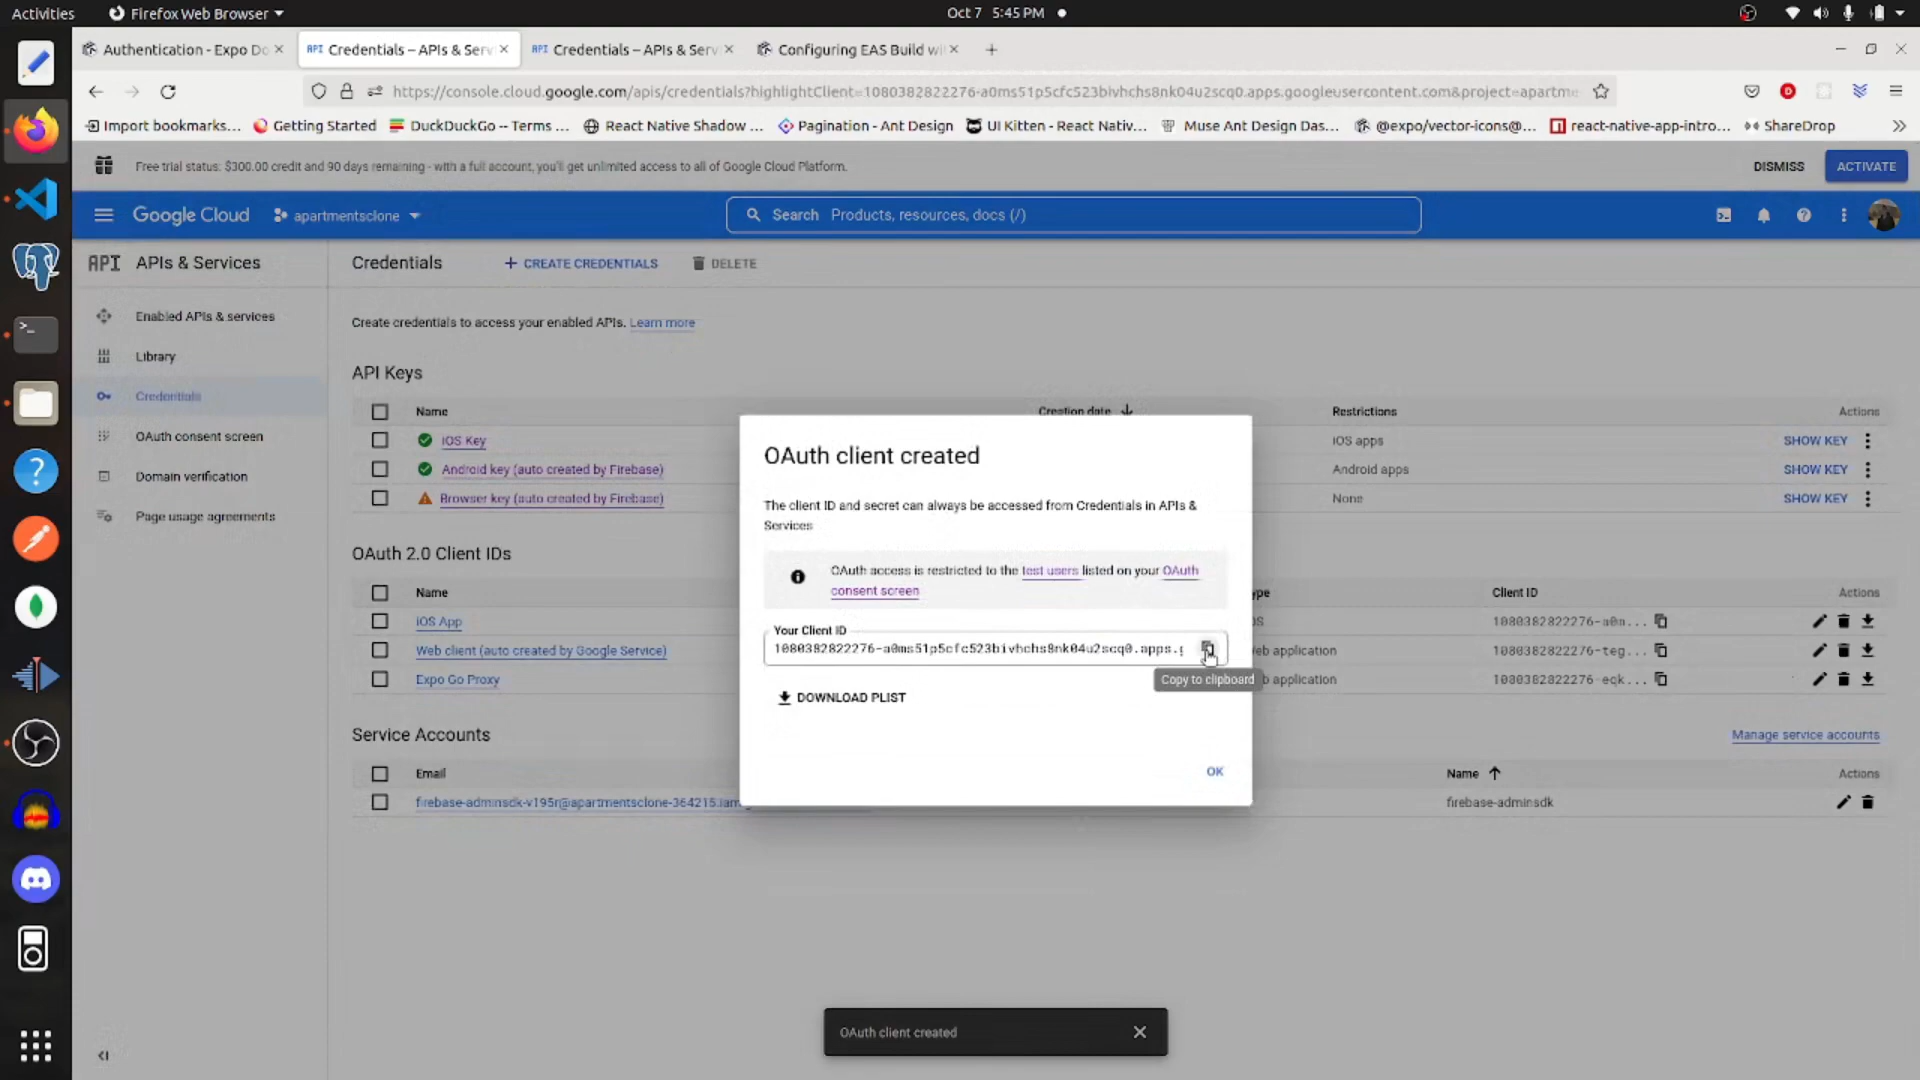 Activities
Firefox Web Browser
Oct 7 5:45 PM
Authentication - Expo Do
Credentials – APIs & Serv
Credentials – APIs & Serv
Configuring EAS Build wi
https://console.cloud.google.com/apis/credentials?highlightClient=1080382822276-a0ms51p5cfc523bivhchs8nk04u2scq0.apps.googleusercontent.com&project=apartme
Import bookmarks...
Getting Started
DuckDuckGo -- Terms ...
React Native Shadow ...
Pagination - Ant Design
UI Kitten - React Nativ...
Muse Ant Design Das...
@expo/vector-icons@...
react-native-app-intro...
ShareDrop
Free trial status: $300.00 credit and 90 days remaining - with a full account, you'll get unlimited access to all of Google Cloud Platform.
DISMISS
ACTIVATE
Google Cloud
apartmentsclone
Search Products, resources, docs (/)
API APIs & Services
Credentials
+ CREATE CREDENTIALS
DELETE
Enabled APIs & services
Library
Credentials
OAuth consent screen
Domain verification
Page usage agreements
Create credentials to access your enabled APIs. Learn more
API Keys
Name
Creation date
Restrictions
Actions
iOS Key
iOS apps
SHOW KEY
Android key (auto created by Firebase)
Android apps
SHOW KEY
Browser key (auto created by Firebase)
None
SHOW KEY
OAuth client created
The client ID and secret can always be accessed from Credentials in APIs &
Services
OAuth access is restricted to the test users listed on your OAuth
consent screen
Your Client ID
1080382822276-a0ms51p5cfc523bivhchs8nk04u2scq0.apps.g
Copy to clipboard
DOWNLOAD PLIST
OK
OAuth 2.0 Client IDs
Name
ype
Client ID
Actions
iOS App
OS
1080382822276-a0m...
Web client (auto created by Google Service)
eb application
1080382822276-teg...
Expo Go Proxy
eb application
1080382822276-eqk...
Service Accounts
Manage service accounts
Email
Name
Actions
firebase-adminsdk-v195r@apartmentsclone-364215.iam
firebase-adminsdk
OAuth client created